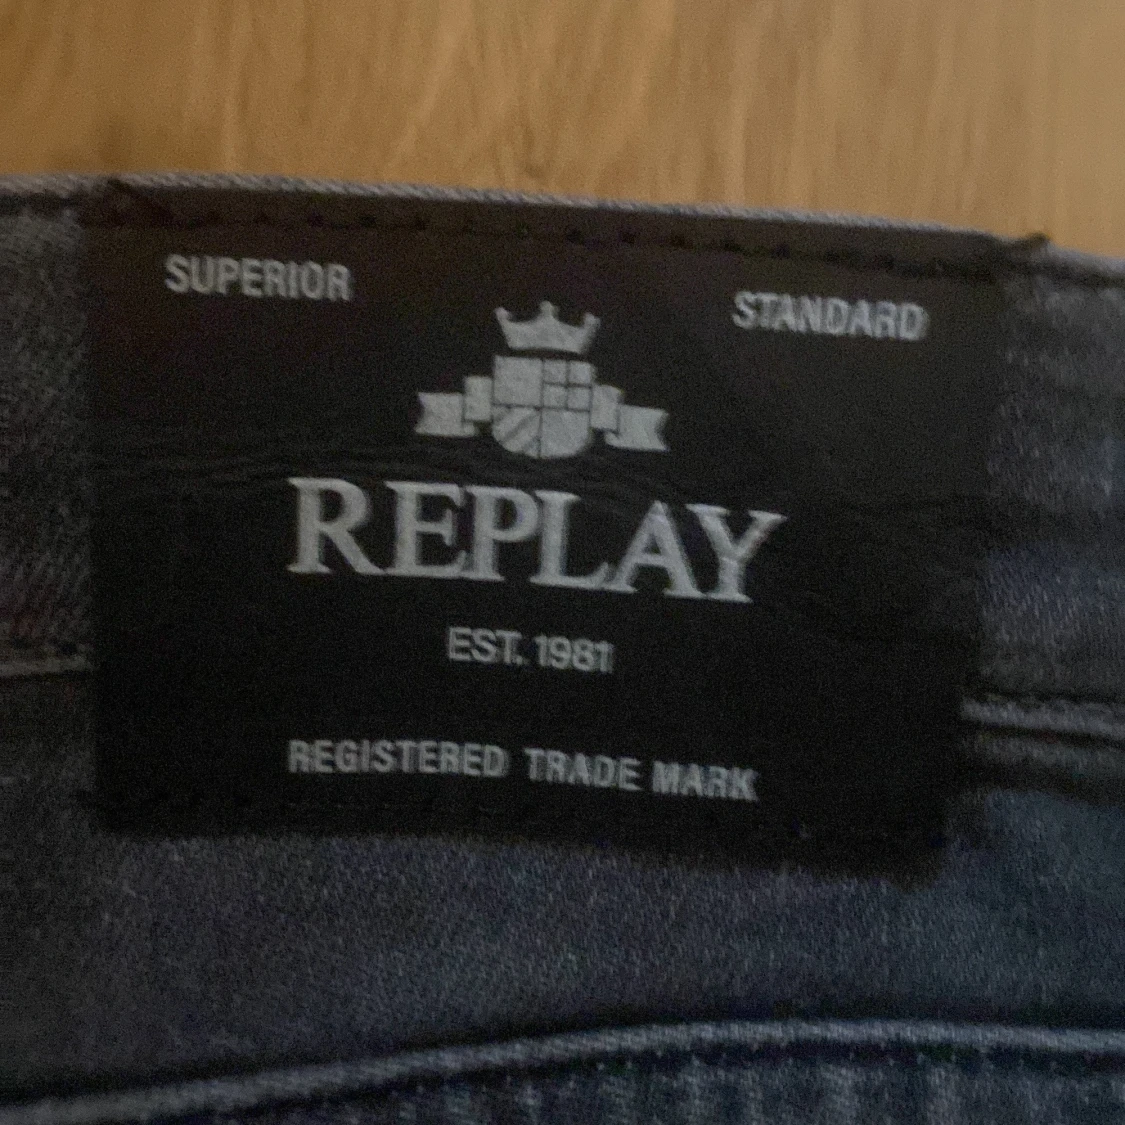 SUPERIOR STANDARD
REPLAY
EST. 1981
REGISTERED TRADE MARK